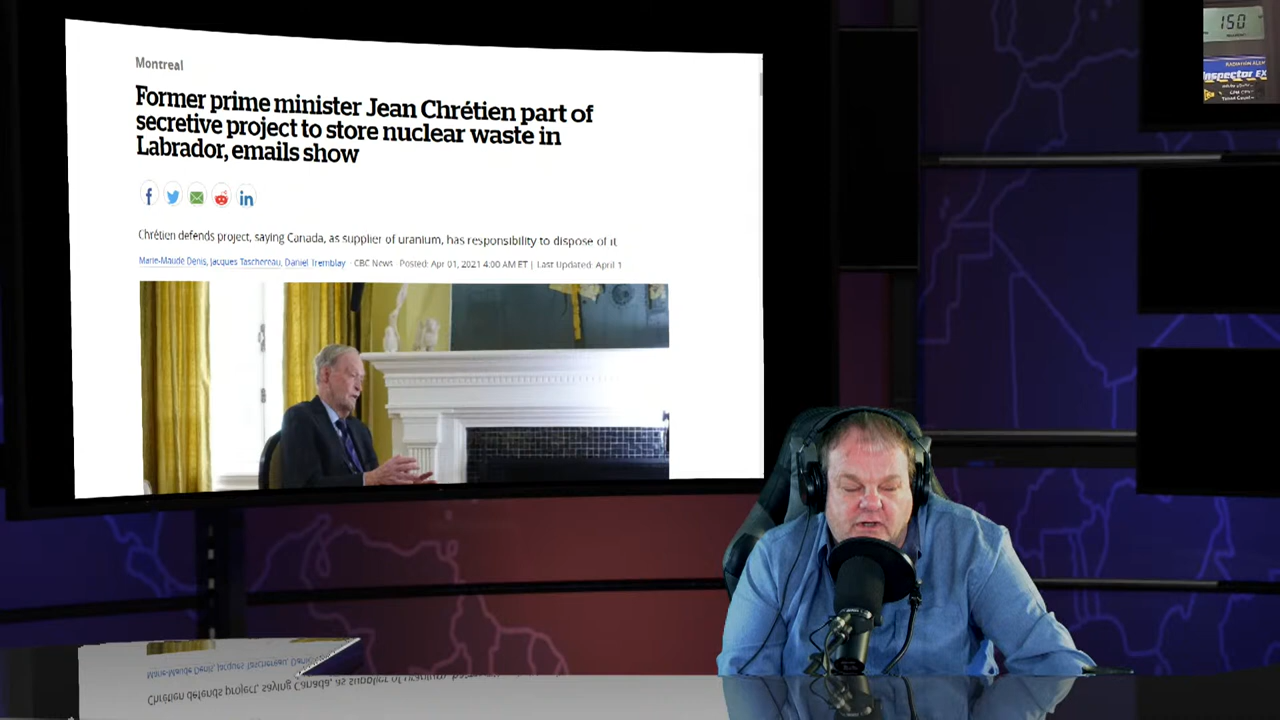 Montreal
Former prime minister Jean Chrétien part of
secretive project to store nuclear waste in
Labrador, emails show
Chrétien defends project, saying Canada, as supplier of uranium, has responsibility to dispose of it
Marie-Maude Denis, Jacques Taschereau, Daniel Tremblay · CBC News · Posted: Apr 01, 2021 4:00 AM ET | Last Updated: April 1
150
RADIATION ALERT
Inspector EX